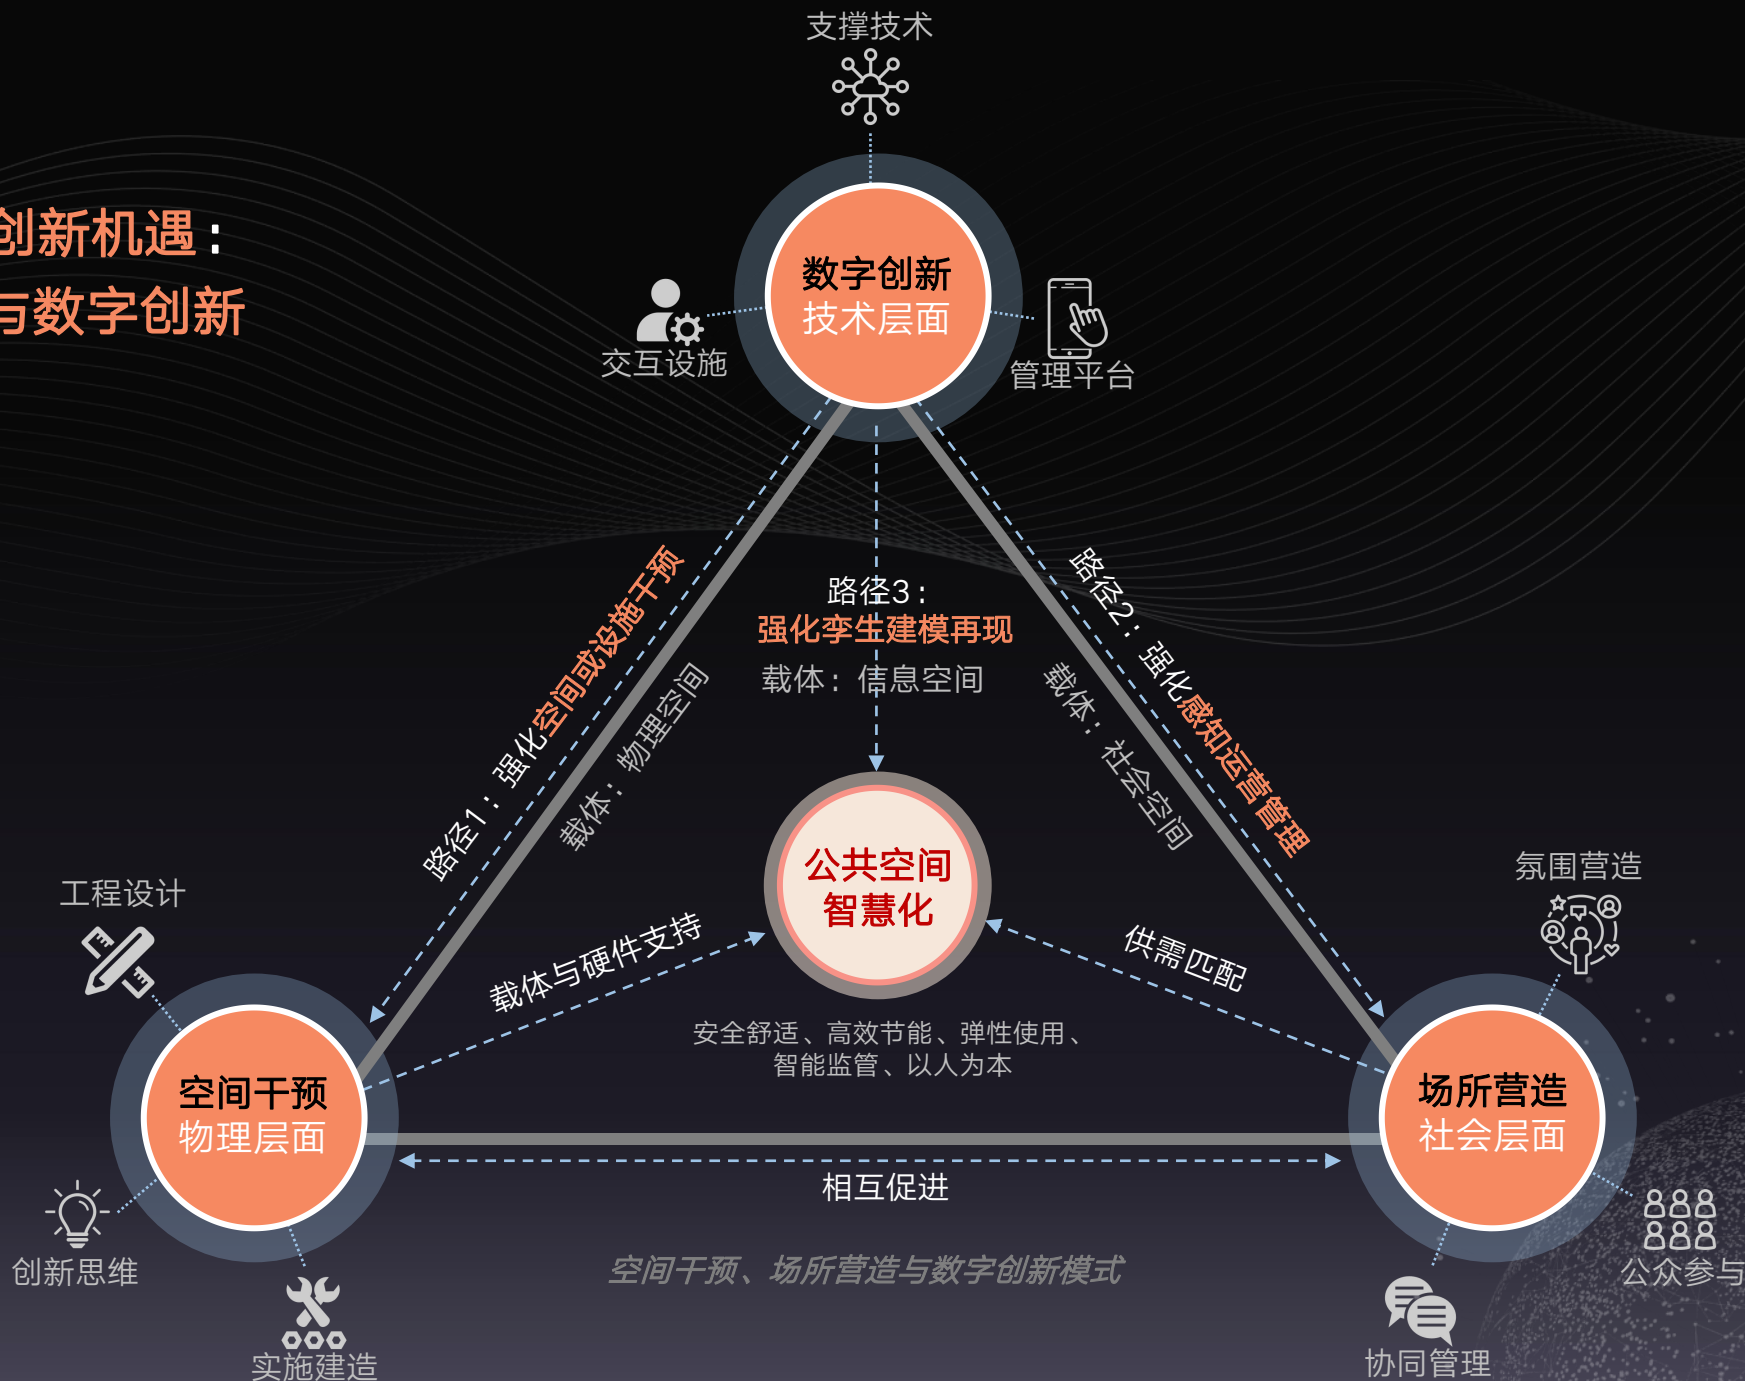 支撑技术
创新机遇：
与数字创新
数字创新
技术层面
交互设施
管理平台
路径1：强化空间或设施干预
载体：物理空间
路径3：
强化孪生建模再现
载体：信息空间
路径2：强化感知运营管理
载体：社会空间
公共空间
智慧化
载体与硬件支持
供需匹配
安全舒适、高效节能、弹性使用、
智能监管、以人为本
工程设计
空间干预
物理层面
创新思维
实施建造
氛围营造
场所营造
社会层面
公众参与
协同管理
相互促进
空间干预、场所营造与数字创新模式